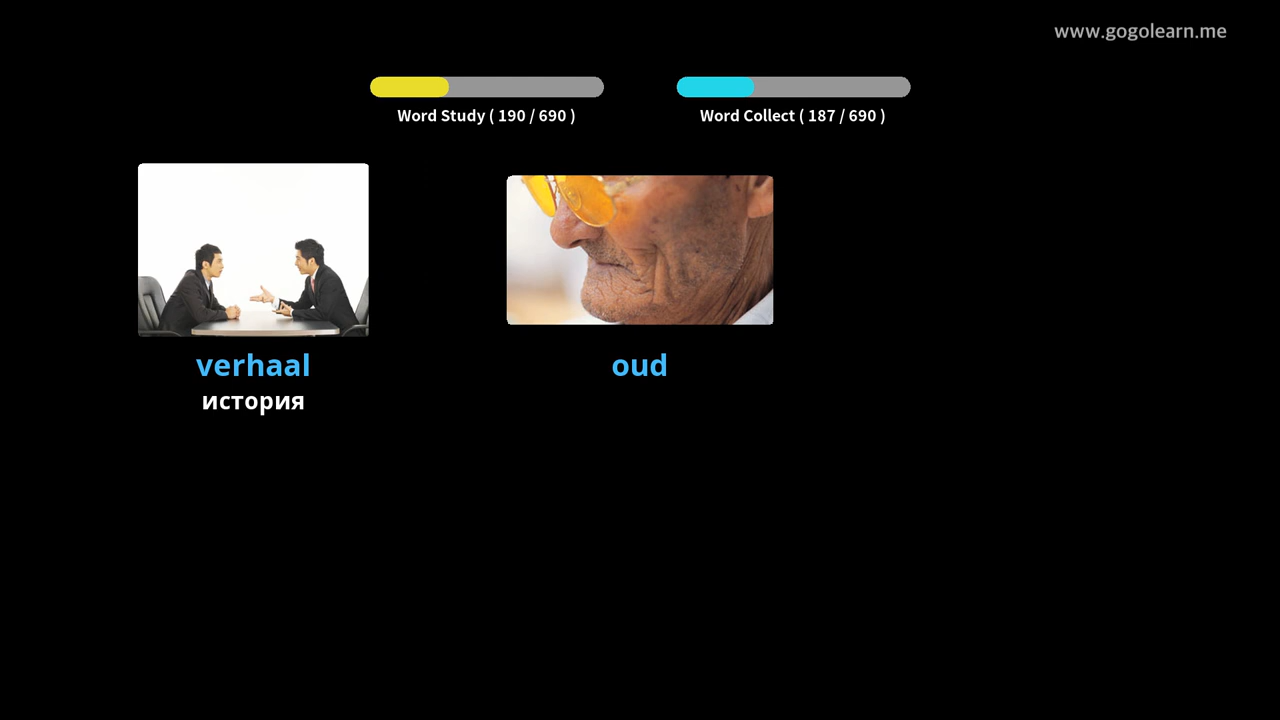 www.gogolearn.me
Word Study ( 190 / 690 )
Word Collect ( 187 / 690 )
verhaal
история
oud